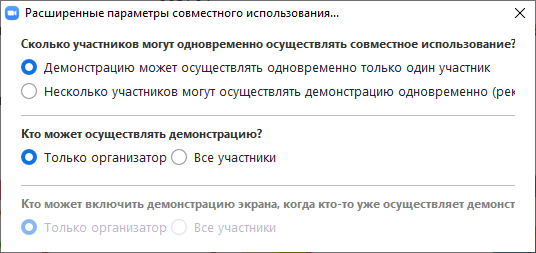 Расширенные параметры совместного использования...
Сколько участников могут одновременно осуществлять совместное использование?
Демонстрацию может осуществлять одновременно только один участник
Несколько участников могут осуществлять демонстрацию одновременно (рек
Кто может осуществлять демонстрацию?
Только организатор Все участники
Кто может включить демонстрацию экрана, когда кто-то уже осуществляет демонст
Только организатор Все участники